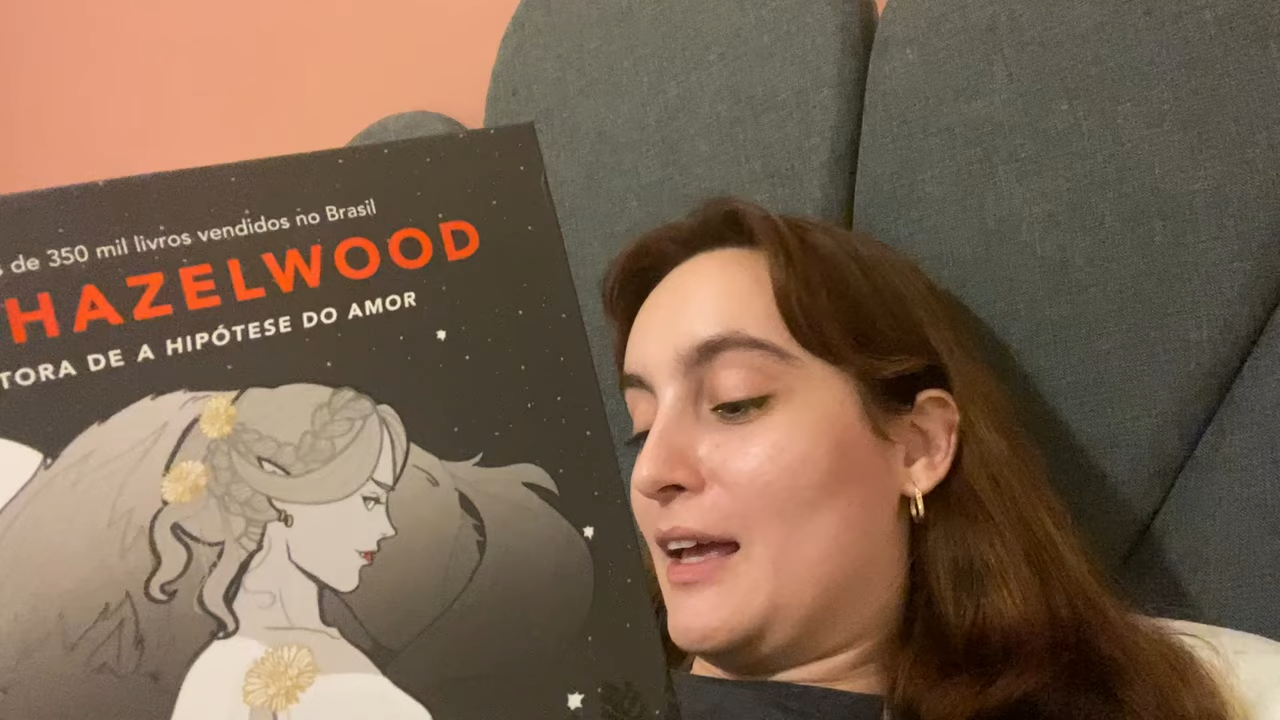 de 350 mil livros vendidos no Brasil
HAZELWOOD
TORA DE A HIPÓTESE DO AMOR